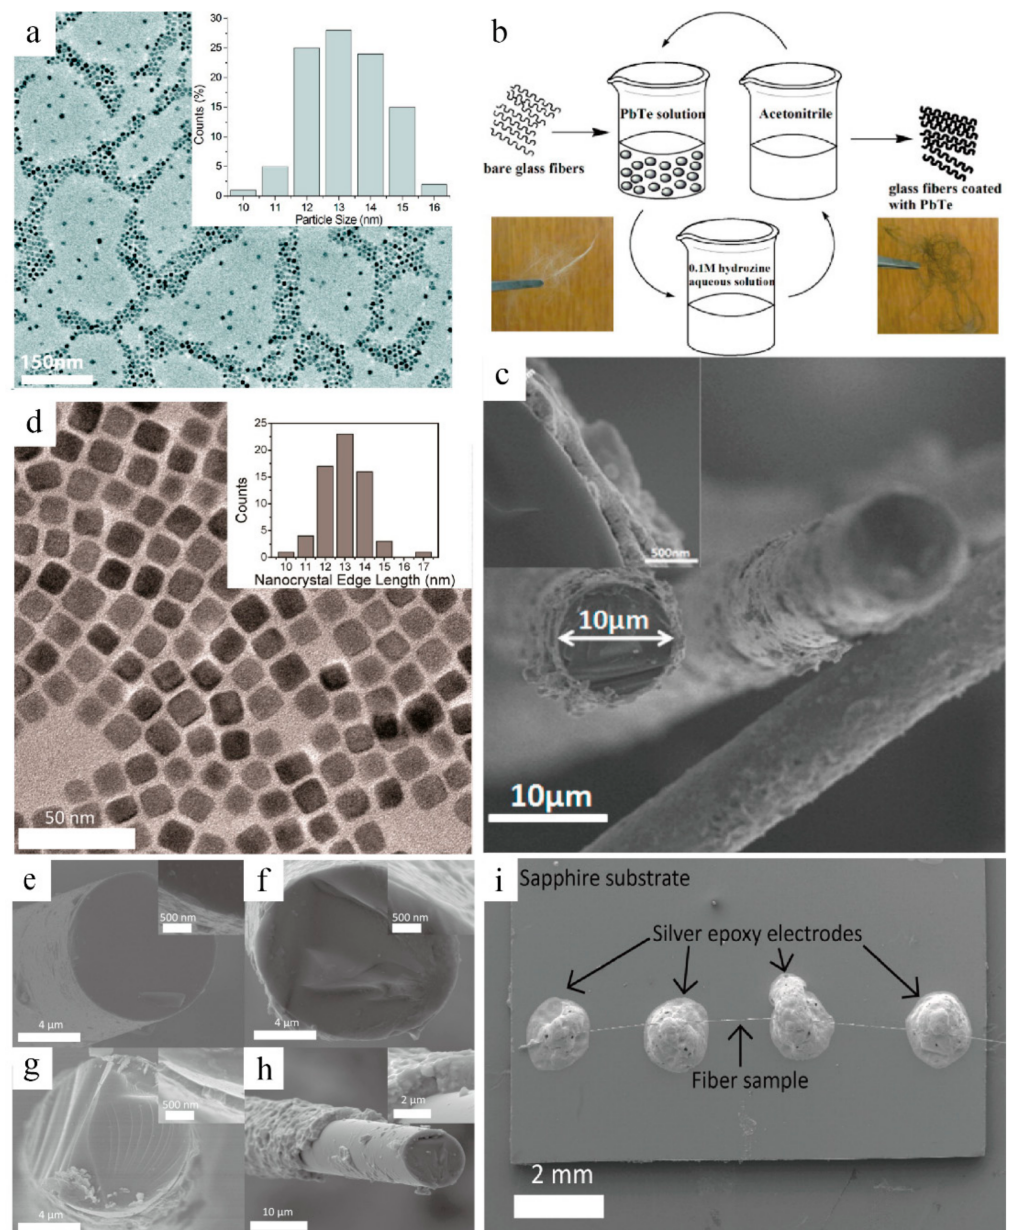 a
30
25
20
15
10
5
0
Counts (%)
10 11 12 13 14 15 16
Particle Size (nm)
150nm
b
PbTe solution
Acetonitrile
bare glass fibers
glass fibers coated
with PbTe
0.1M hydrozine
aqueous solution
c
500nm
10µm
10µm
d
25
20
15
10
5
0
Counts
10 11 12 13 14 15 16 17
Nanocrystal Edge Length (nm)
50 nm
e
500 nm
4 µm
f
500 nm
4 µm
g
500 nm
4 µm
h
2 µm
10 µm
i
Sapphire substrate
Silver epoxy electrodes
Fiber sample
2 mm